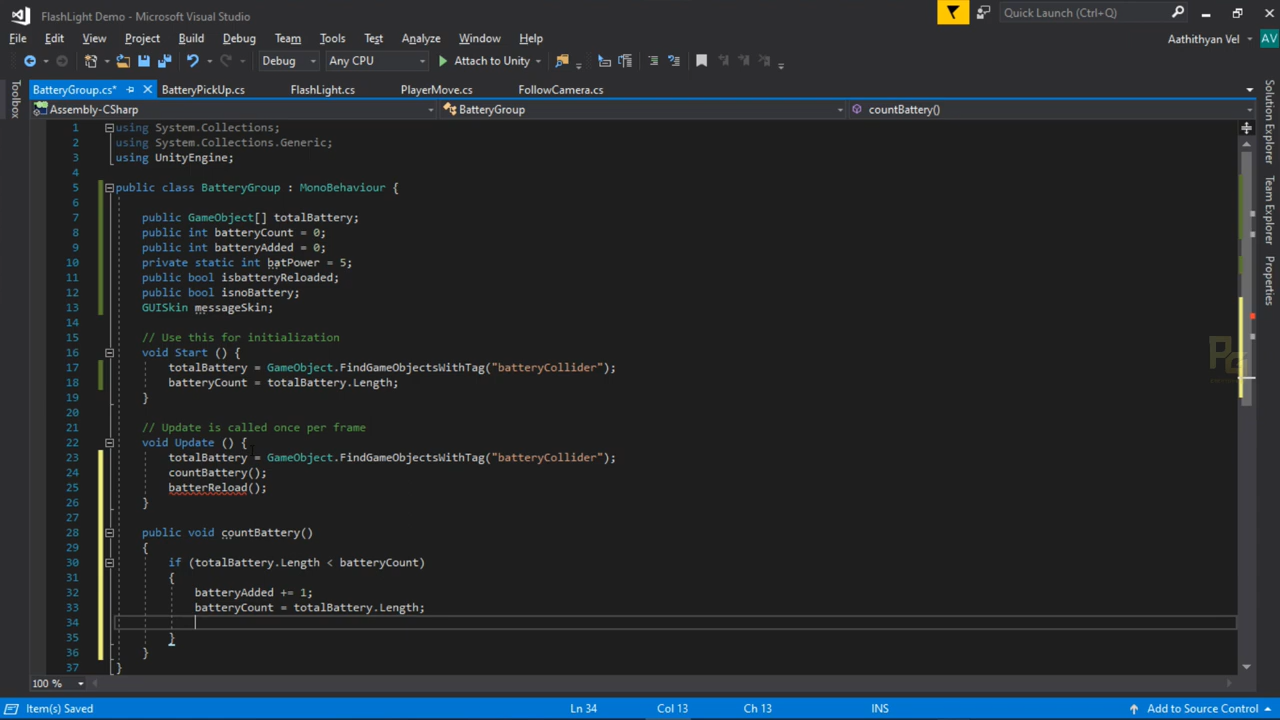 FlashLight Demo - Microsoft Visual Studio
Quick Launch (Ctrl+Q)
File Edit View Project Build Debug Team Tools Test Analyze Window Help
Aathithyan Vel AV
Debug Any CPU Attach to Unity
Toolbox
BatteryGroup.cs* BatteryPickUp.cs FlashLight.cs PlayerMove.cs FollowCamera.cs
Assembly-CSharp BatteryGroup countBattery()
Solution Explorer
Team Explorer
Properties
1 using System.Collections;
2 using System.Collections.Generic;
3 using UnityEngine;
4
5 public class BatteryGroup : MonoBehaviour {
6
7 public GameObject[] totalBattery;
8 public int batteryCount = 0;
9 public int batteryAdded = 0;
10 private static int batPower = 5;
11 public bool isbatteryReloaded;
12 public bool isnoBattery;
13 GUISkin messageSkin;
14
15 // Use this for initialization
16 void Start () {
17 totalBattery = GameObject.FindGameObjectsWithTag("batteryCollider");
18 batteryCount = totalBattery.Length;
19 }
20
21 // Update is called once per frame
22 void Update () {
23 totalBattery = GameObject.FindGameObjectsWithTag("batteryCollider");
24 countBattery();
25 batterReload();
26 }
27
28 public void countBattery()
29 {
30 if (totalBattery.Length < batteryCount)
31 {
32 batteryAdded += 1;
33 batteryCount = totalBattery.Length;
34
35 }
36 }
37 }
100 %
Item(s) Saved Ln 34 Col 13 Ch 13 INS Add to Source Control